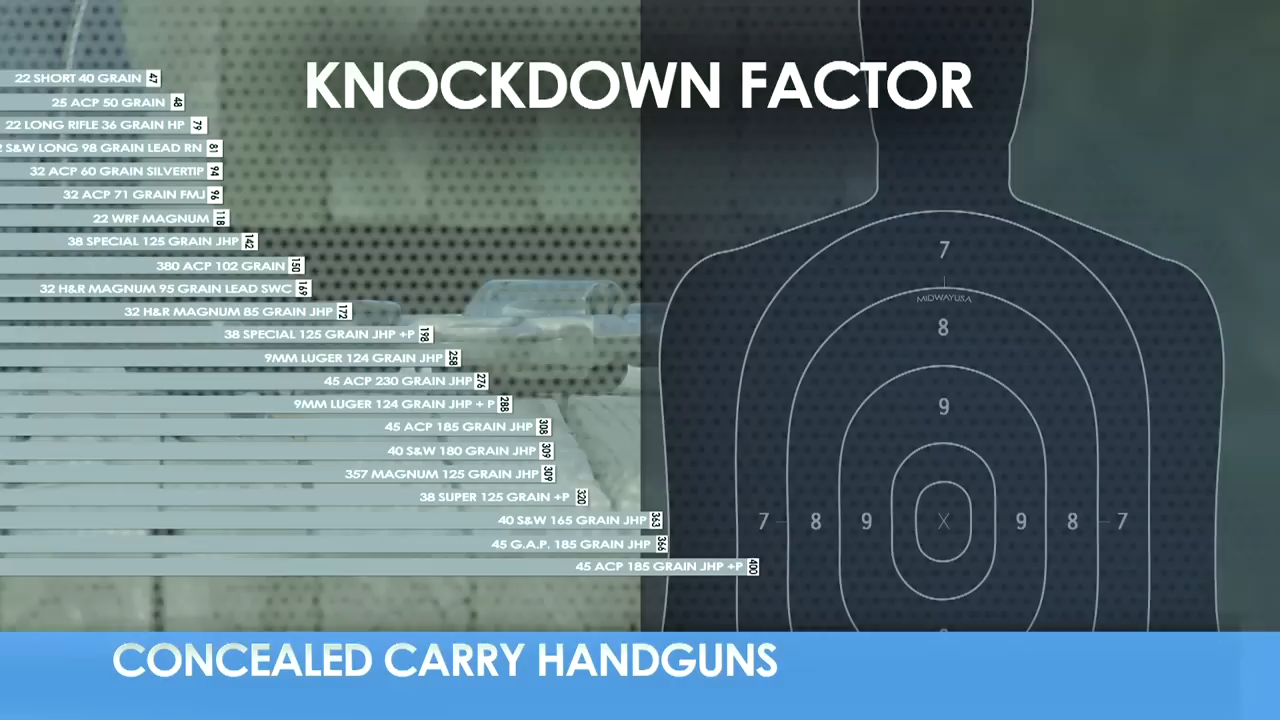 KNOCKDOWN FACTOR
22 SHORT 40 GRAIN 47
25 ACP 50 GRAIN 48
22 LONG RIFLE 36 GRAIN HP 79
S&W LONG 98 GRAIN LEAD RN 81
32 ACP 60 GRAIN SILVERTIP 94
32 ACP 71 GRAIN FMJ 96
22 WRF MAGNUM 118
38 SPECIAL 125 GRAIN JHP 142
380 ACP 102 GRAIN 150
32 H&R MAGNUM 95 GRAIN LEAD SWC 169
32 H&R MAGNUM 85 GRAIN JHP 172
38 SPECIAL 125 GRAIN JHP +P 198
9MM LUGER 124 GRAIN JHP 258
45 ACP 230 GRAIN JHP 276
9MM LUGER 124 GRAIN JHP + P 288
45 ACP 185 GRAIN JHP 308
40 S&W 180 GRAIN JHP 309
357 MAGNUM 125 GRAIN JHP 309
38 SUPER 125 GRAIN +P 320
40 S&W 165 GRAIN JHP 363
45 G.A.P. 185 GRAIN JHP 366
45 ACP 185 GRAIN JHP +P 400
7
MIDWAYUSA
8
9
7 8 9 X 9 8 7
CONCEALED CARRY HANDGUNS